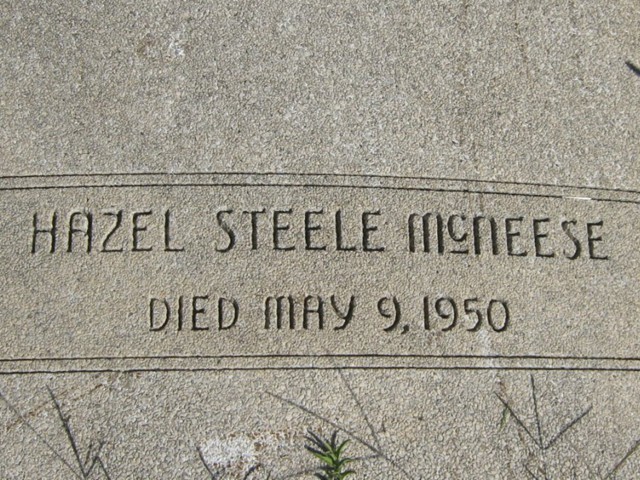 HAZEL STEELE McNEESE
DIED MAY 9, 1950